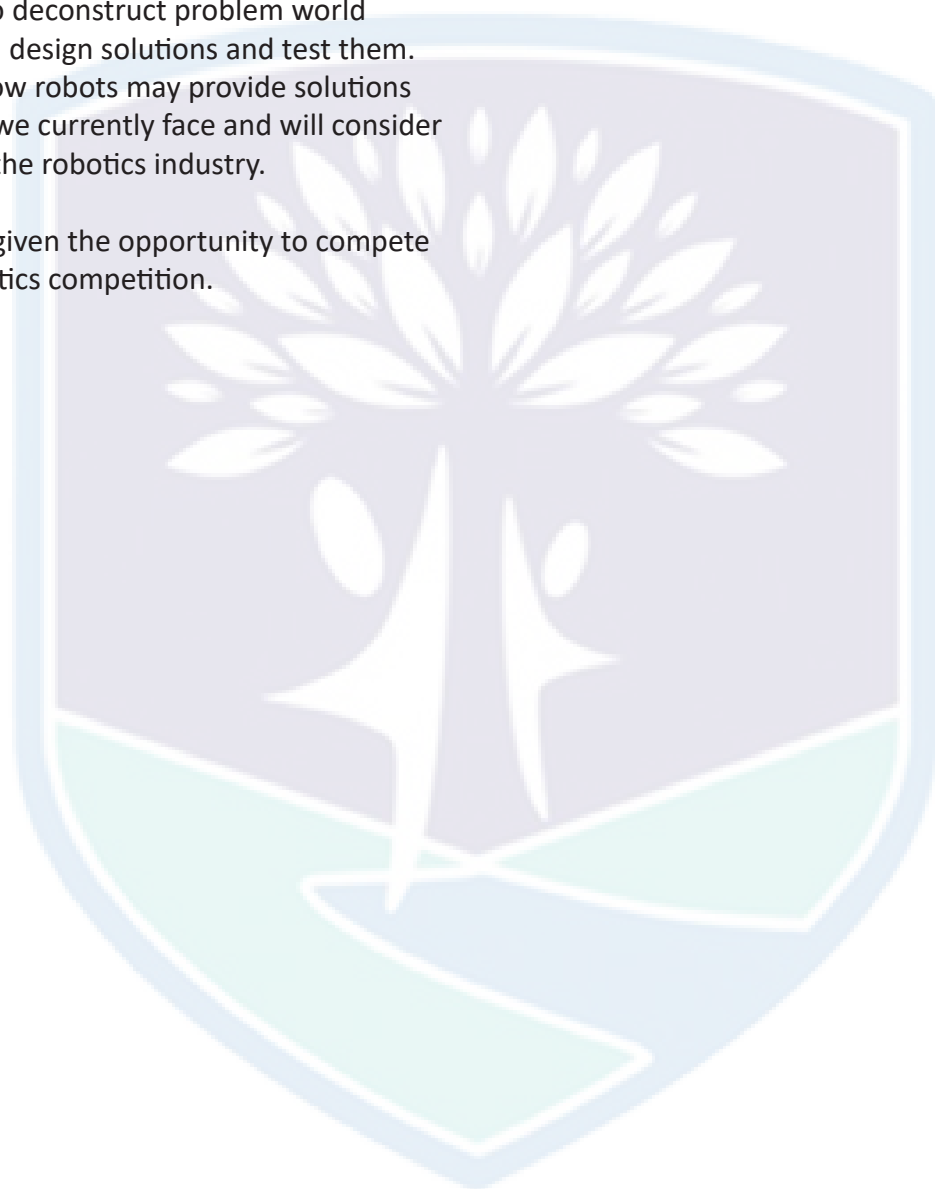 o deconstruct problem world
design solutions and test them.
ow robots may provide solutions
we currently face and will consider
the robotics industry.
given the opportunity to compete
tics competition.